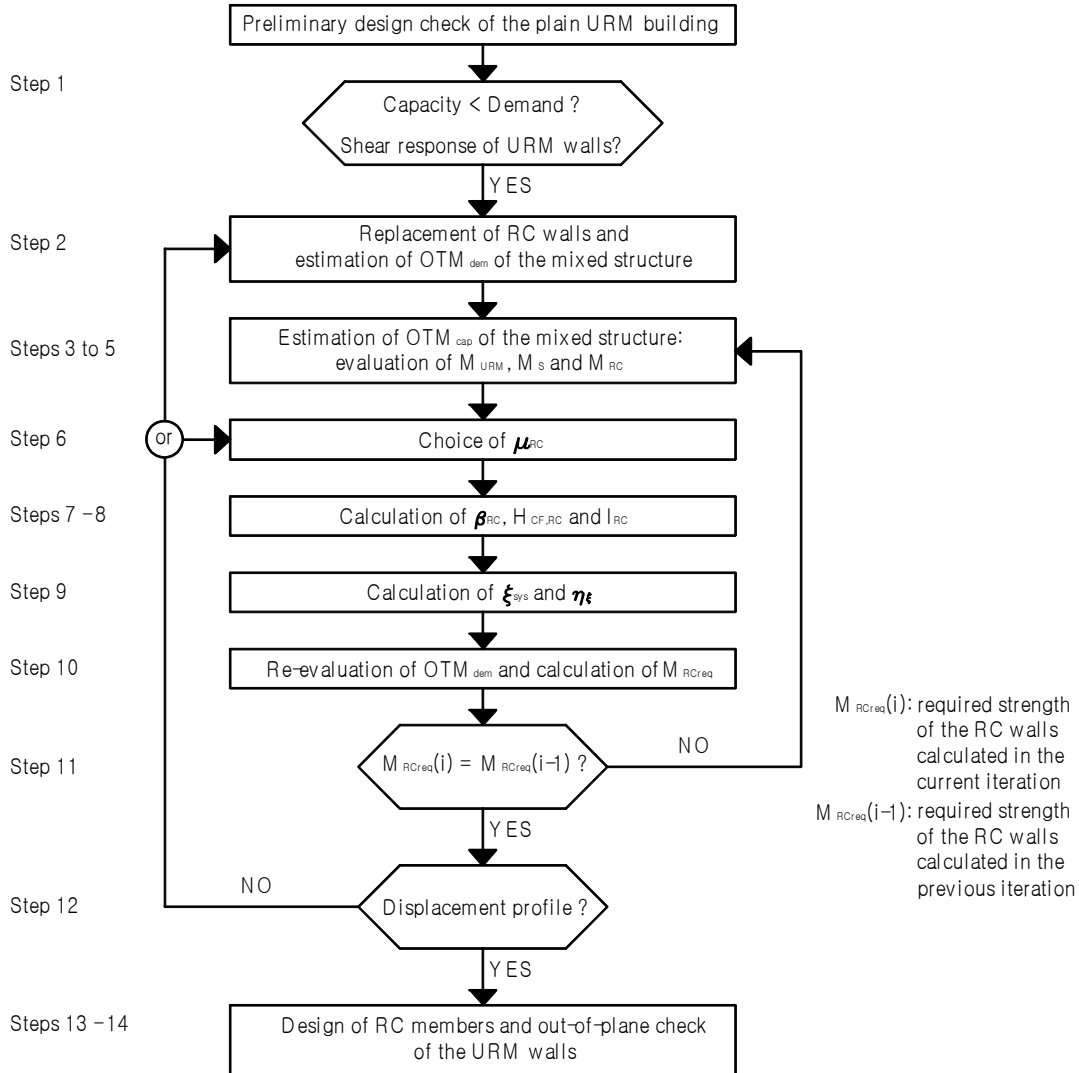 Preliminary design check of the plain URM building
Step 1
Capacity < Demand ?
Shear response of URM walls?
YES
Step 2
Replacement of RC walls and
estimation of OTM dem of the mixed structure
Steps 3 to 5
Estimation of OTM cap of the mixed structure:
evaluation of M URM, M S and M RC
Step 6
or
Choice of μRC
Steps 7 -8
Calculation of βRC, H CF,RC and I RC
Step 9
Calculation of ξsys and ηξ
Step 10
Re-evaluation of OTM dem and calculation of M RCreq
Step 11
M RCreq(i) = M RCreq(i-1) ?
NO
YES
M RCreq(i): required strength
of the RC walls
calculated in the
current iteration
M RCreq(i-1): required strength
of the RC walls
calculated in the
previous iteration
Step 12
NO
Displacement profile ?
YES
Steps 13 -14
Design of RC members and out-of-plane check
of the URM walls